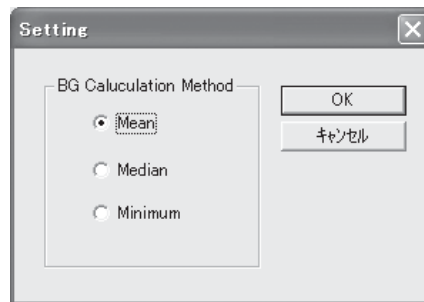 Setting
BG Caluculation Method
Mean
Median
Minimum
OK
キャンセル